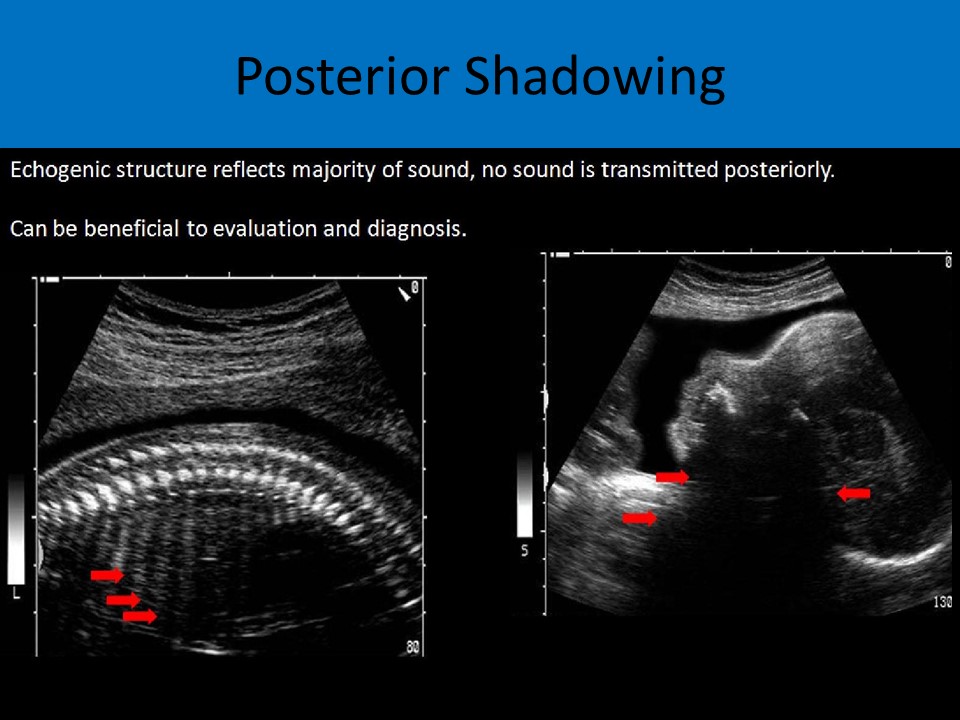 Posterior Shadowing
Echogenic structure reflects majority of sound, no sound is transmitted posteriorly.
Can be beneficial to evaluation and diagnosis.
0
L
80
0
S
130